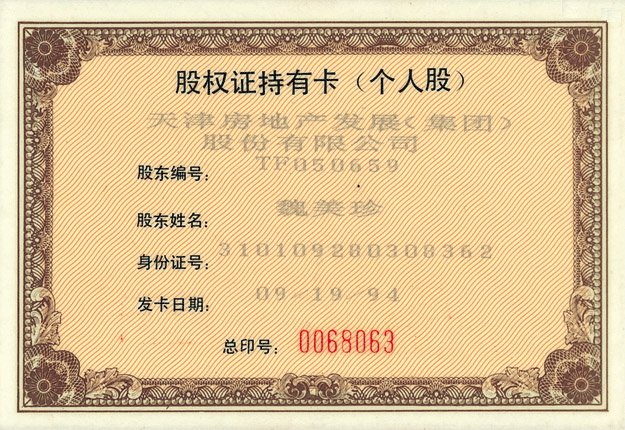 股权证持有卡（个人股）
天津房地产发展（集团）
股份有限公司
股东编号： TF050659
股东姓名： 魏美珍
身份证号： 310109280308362
发卡日期： 09-19-94
总印号： 0068063